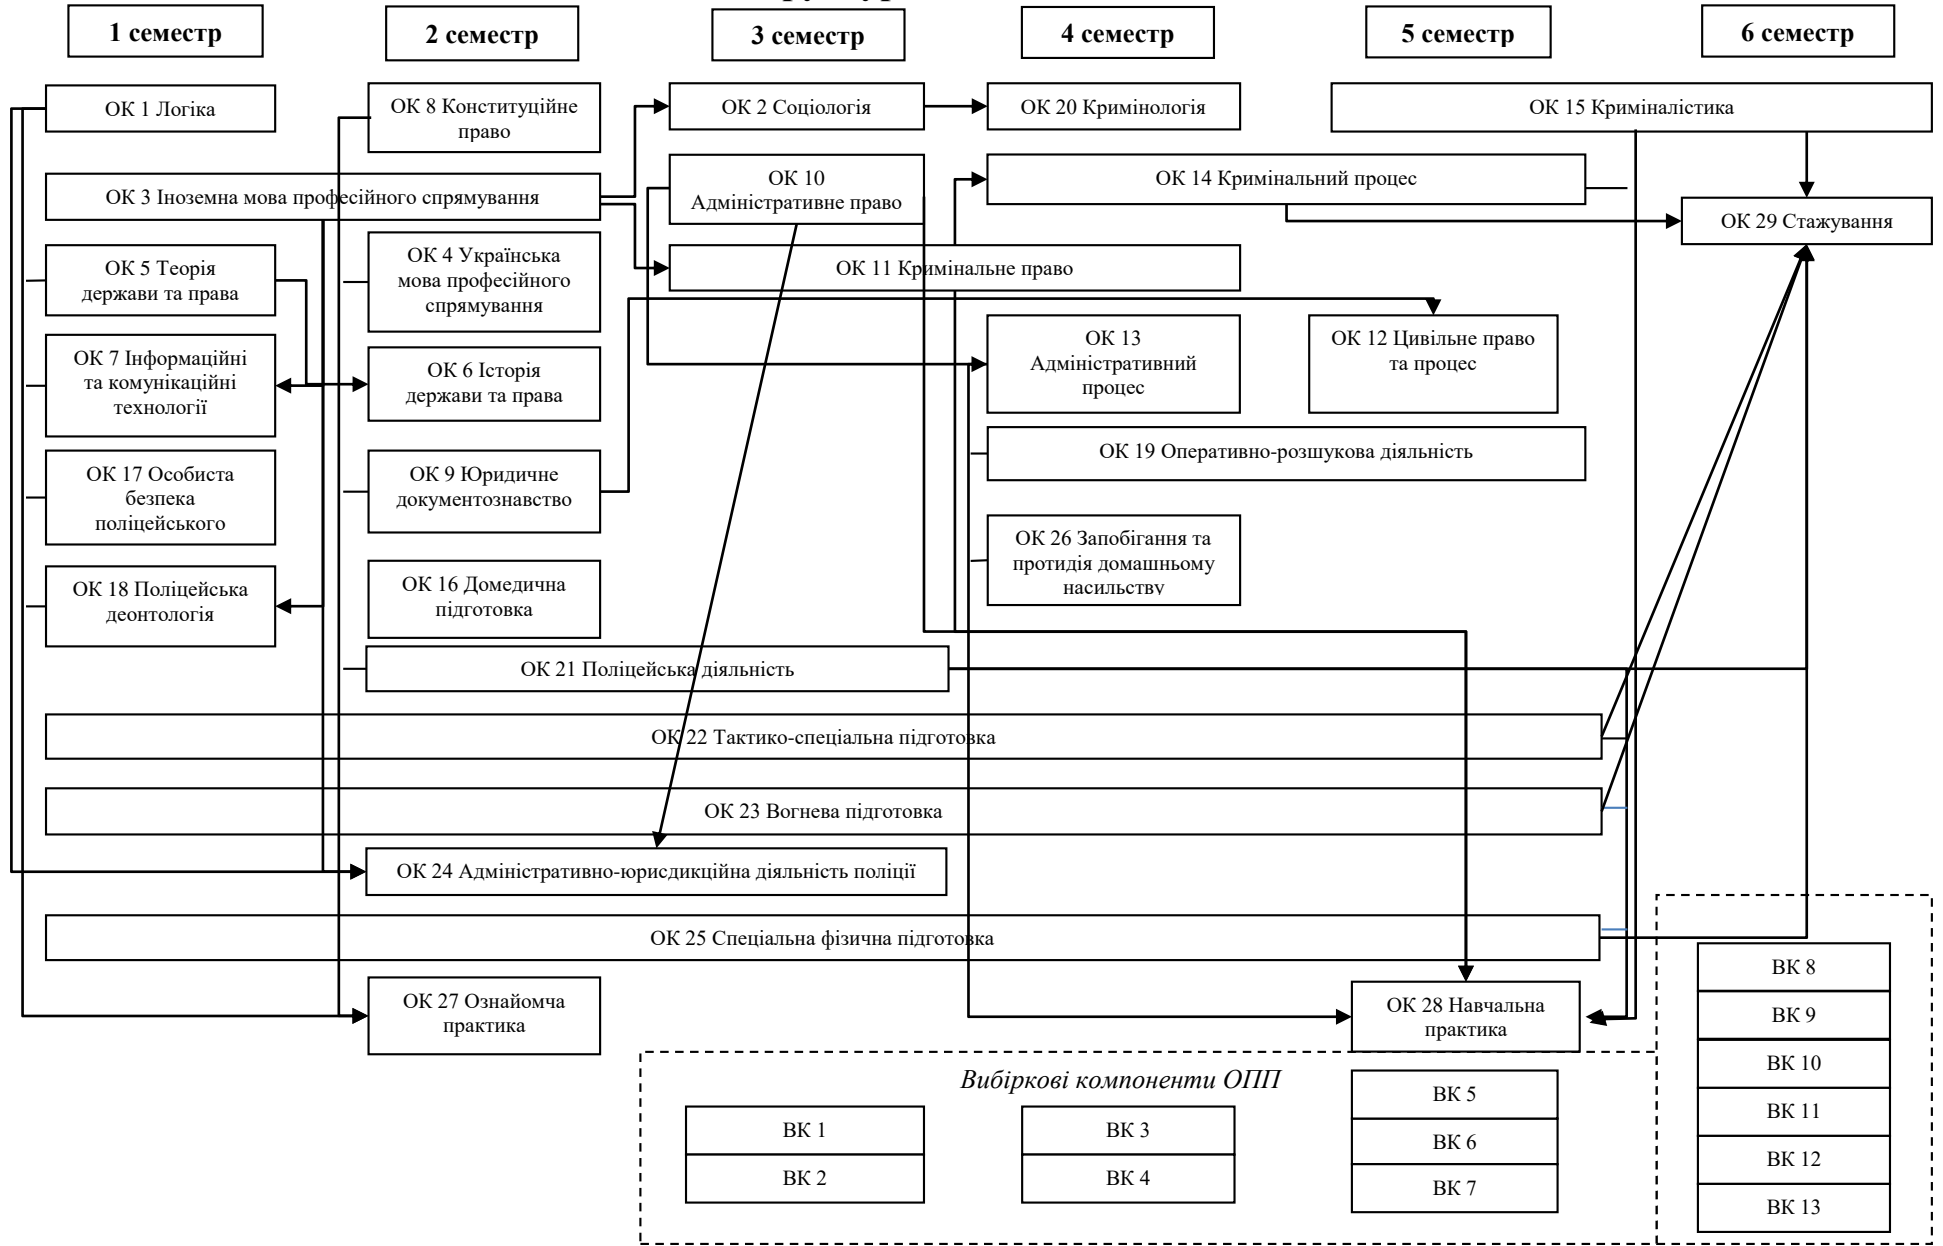 1 семестр
2 семестр
3 семестр
4 семестр
5 семестр
6 семестр
ОК 1 Логіка
ОК 8 Конституційне
право
ОК 2 Соціологія
ОК 20 Кримінологія
ОК 15 Криміналістика
ОК 3 Іноземна мова професійного спрямування
ОК 10
Адміністративне право
ОК 14 Кримінальний процес
ОК 29 Стажування
ОК 5 Теорія
держави та права
ОК 4 Українська
мова професійного
спрямування
ОК 11 Кримінальне право
ОК 7 Інформаційні
та комунікаційні
технології
ОК 6 Історія
держави та права
ОК 13
Адміністративний
процес
ОК 12 Цивільне право
та процес
ОК 17 Особиста
безпека
поліцейського
ОК 9 Юридичне
документознавство
ОК 19 Оперативно-розшукова діяльність
ОК 18 Поліцейська
деонтологія
ОК 16 Домедична
підготовка
ОК 26 Запобігання та
протидія домашньому
насильству
ОК 21 Поліцейська діяльність
ОК 22 Тактико-спеціальна підготовка
ОК 23 Вогнева підготовка
ОК 24 Адміністративно-юрисдикційна діяльність поліції
ОК 25 Спеціальна фізична підготовка
ОК 27 Ознайомча
практика
ОК 28 Навчальна
практика
Вибіркові компоненти ОПП
ВК 1
ВК 2
ВК 3
ВК 4
ВК 5
ВК 6
ВК 7
ВК 8
ВК 9
ВК 10
ВК 11
ВК 12
ВК 13